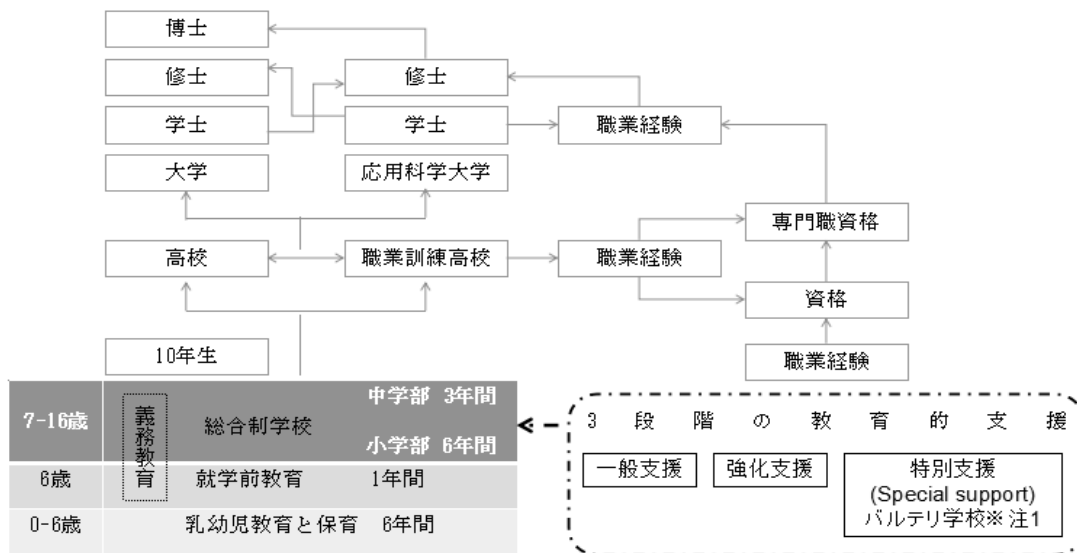 博士
修士
修士
学士
学士
職業経験
大学
応用科学大学
専門職資格
高校
職業訓練高校
職業経験
資格
10年生
職業経験
7-16歳
義務教育
総合制学校
中学部 3年間
小学部 6年間
6歳
就学前教育 1年間
0-6歳
乳幼児教育と保育 6年間
3段階の教育的支援
一般支援
強化支援
特別支援
(Special support)
バルテリ学校※注1